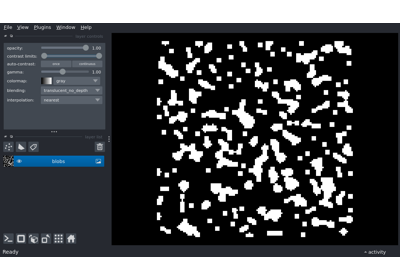 File View Plugins Window Help
opacity: 1.00
contrast limits:
auto-contrast: once continuous
gamma: 1.00
colormap: gray
blending: translucent_no_depth
interpolation: nearest
blobs
Ready
activity